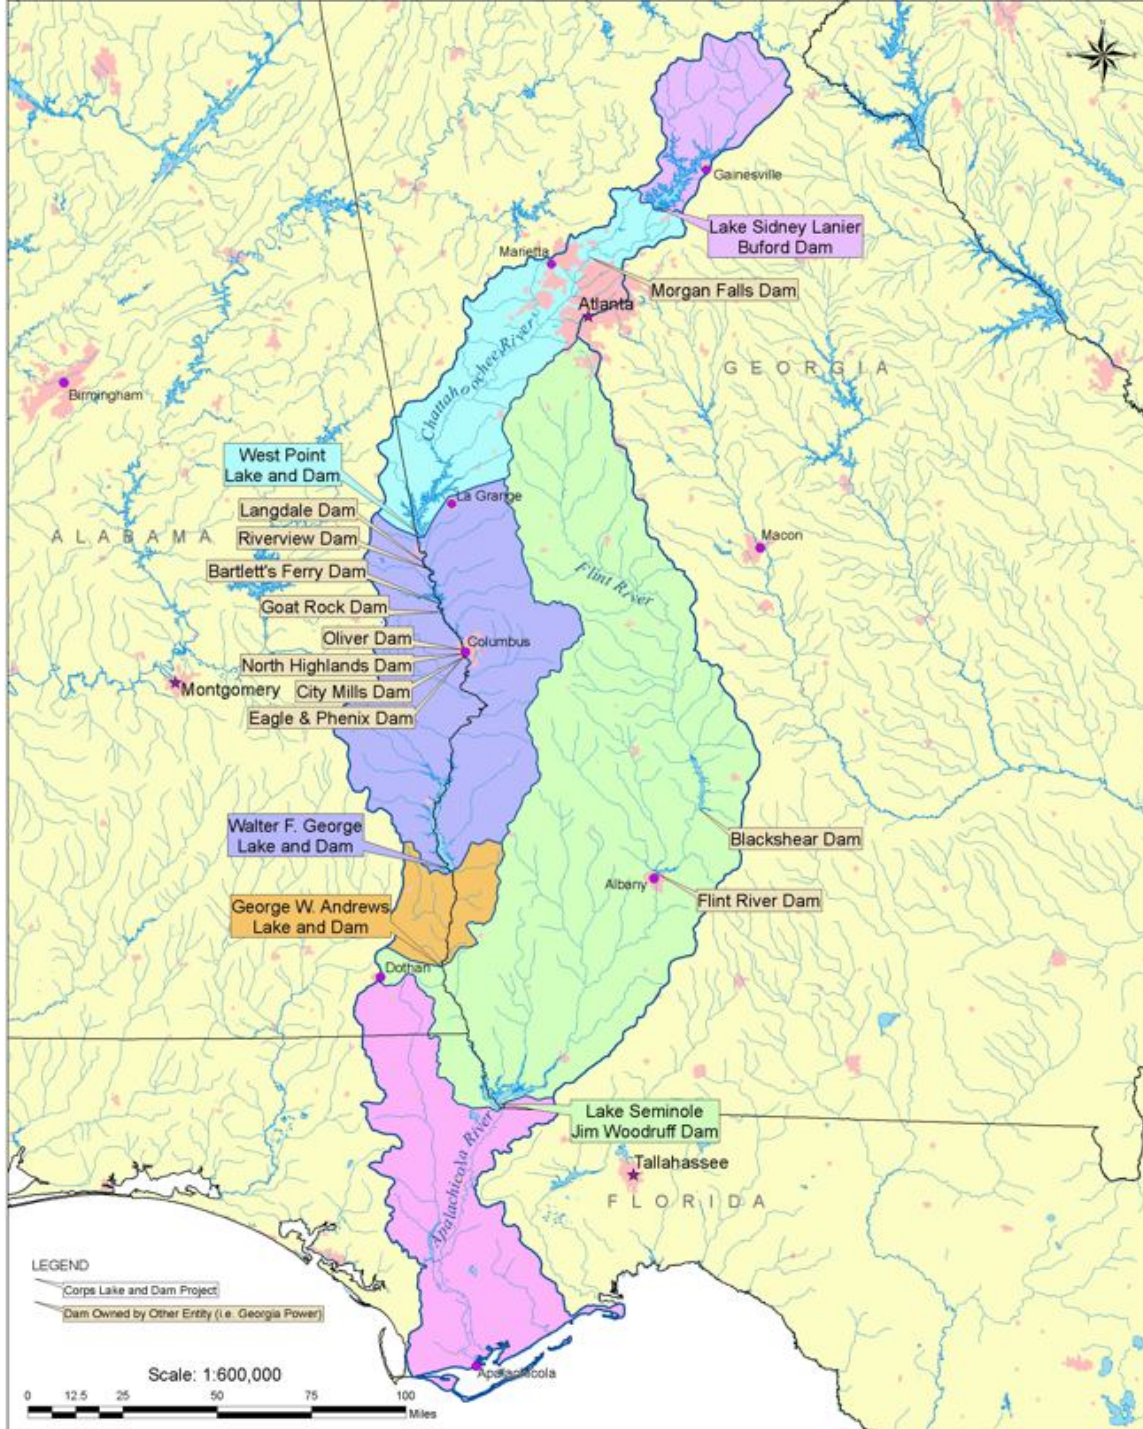 N
Gainesville
Lake Sidney Lanier
Buford Dam
Marietta
Morgan Falls Dam
Atlanta
Chattahoochee River
GEORGIA
Birmingham
West Point
Lake and Dam
La Grange
Langdale Dam
ALABAMA
Riverview Dam
Macon
Bartlett's Ferry Dam
Flint River
Goat Rock Dam
Oliver Dam
Columbus
North Highlands Dam
Montgomery
City Mills Dam
Eagle & Phenix Dam
Walter F. George
Lake and Dam
Blackshear Dam
Albany
Flint River Dam
George W. Andrews
Lake and Dam
Dothan
Lake Seminole
Jim Woodruff Dam
Apalachicola River
Tallahassee
FLORIDA
LEGEND
Corps Lake and Dam Project
Dam Owned by Other Entity (i.e. Georgia Power)
Apalachicola
Scale: 1:600,000
0 12.5 25 50 75 100
Miles